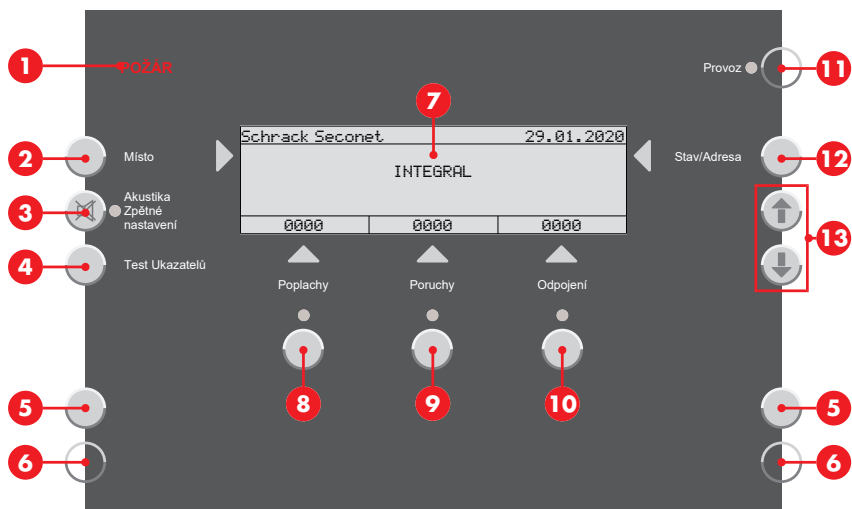 1
POŽÁR
Provoz
11
7
Schrack Seconet 29.01.2020
2
Místo
INTEGRAL
Stav/Adresa
12
3
Akustika
Zpětné
nastavení
0000 0000 0000
13
4
Test Ukazatelů
Poplachy Poruchy Odpojení
8
9
10
5
5
6
6